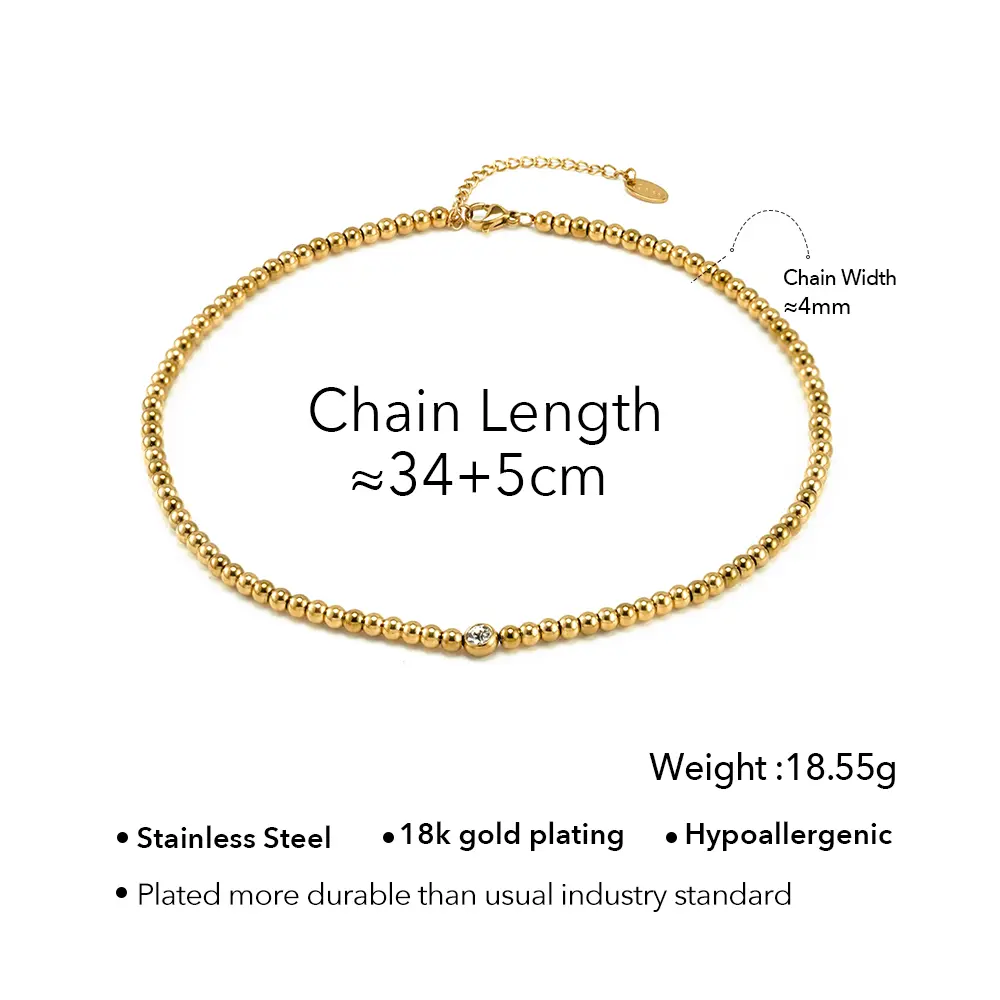 Chain Width
≈4mm
Chain Length
≈34+5cm
Weight :18.55g
• Stainless Steel • 18k gold plating • Hypoallergenic
• Plated more durable than usual industry standard